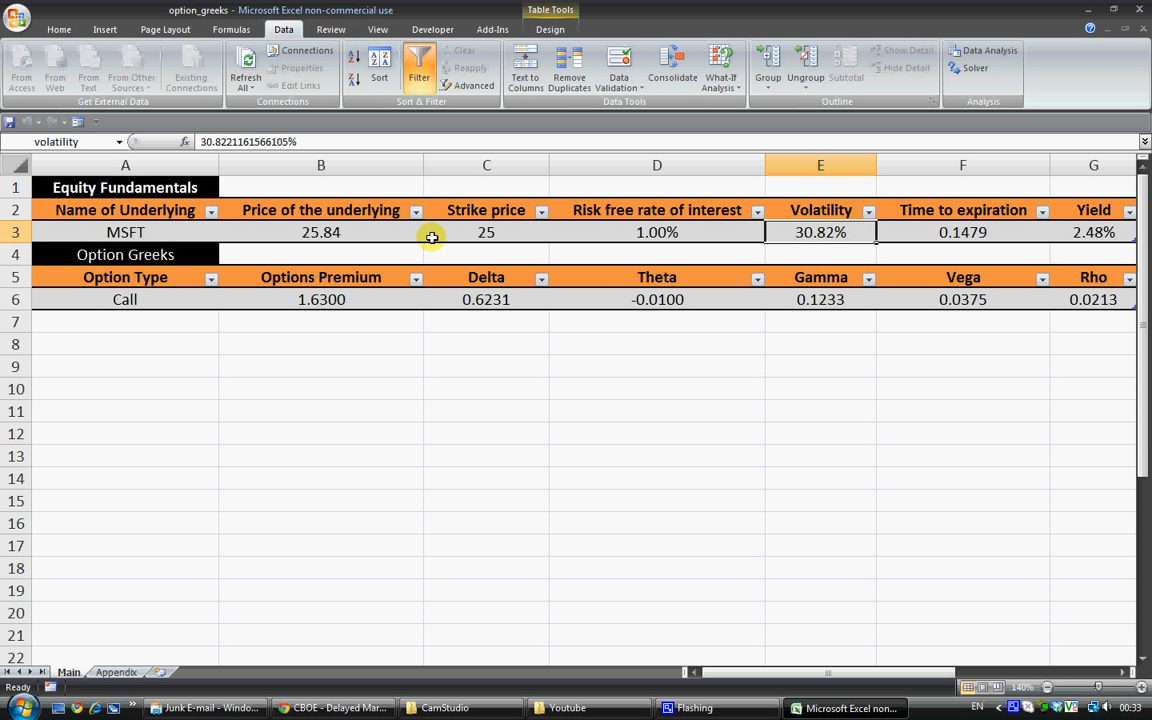 option_greeks - Microsoft Excel non-commercial use
Table Tools
Home Insert Page Layout Formulas Data Review View Developer Add-Ins Design
From Access
From Web
From Text
From Other Sources
Existing Connections
Get External Data
Refresh All
Connections
Properties
Edit Links
Connections
Sort
Filter
Clear
Reapply
Advanced
Sort & Filter
Text to Columns
Remove Duplicates
Data Validation
Consolidate
What-If Analysis
Data Tools
Group
Ungroup
Subtotal
Show Detail
Hide Detail
Outline
Data Analysis
Solver
Analysis
volatility fx 30.8221161566105%
A B C D E F G
1 Equity Fundamentals
2 Name of Underlying Price of the underlying Strike price Risk free rate of interest Volatility Time to expiration Yield
3 MSFT 25.84 25 1.00% 30.82% 0.1479 2.48%
4 Option Greeks
5 Option Type Options Premium Delta Theta Gamma Vega Rho
6 Call 1.6300 0.6231 -0.0100 0.1233 0.0375 0.0213
7
8
9
10
11
12
13
14
15
16
17
18
19
20
21
22
Main Appendix
Ready 140%
Junk E-mail - Windo... CBOE - Delayed Mar... CamStudio Youtube Flashing Microsoft Excel non... EN 00:33